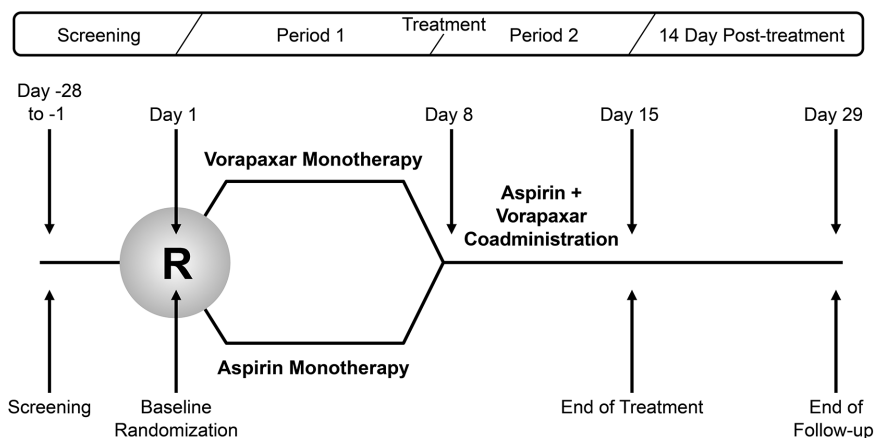 Screening
Period 1
Treatment
Period 2
14 Day Post-treatment
Day -28
to -1
Day 1
Day 8
Day 15
Day 29
Vorapaxar Monotherapy
Aspirin +
Vorapaxar
Coadministration
R
Aspirin Monotherapy
Screening
Baseline
Randomization
End of Treatment
End of
Follow-up